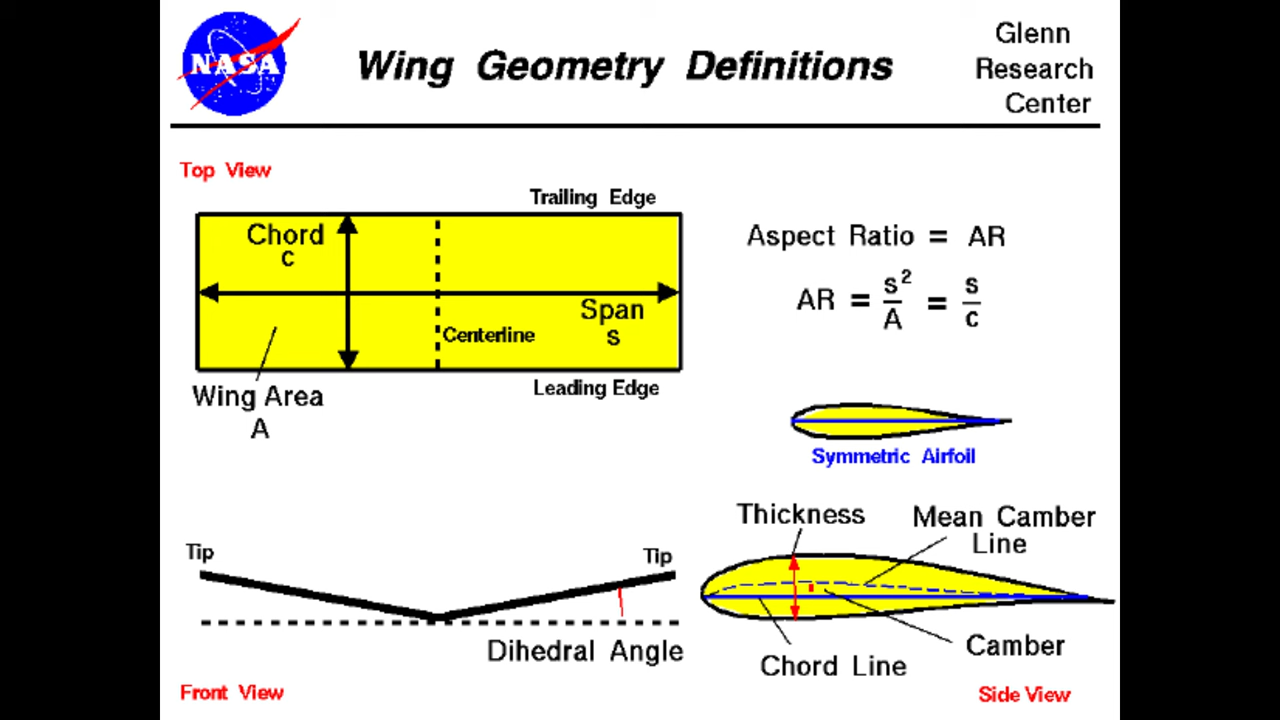 NASA
Wing Geometry Definitions
Glenn
Research
Center
Top View
Trailing Edge
Chord
c
Span
s
Centerline
Wing Area
A
Leading Edge
Aspect Ratio = AR
AR = s²/A = s/c
Symmetric Airfoil
Thickness
Mean Camber
Line
Tip
Tip
Dihedral Angle
Chord Line
Camber
Front View
Side View